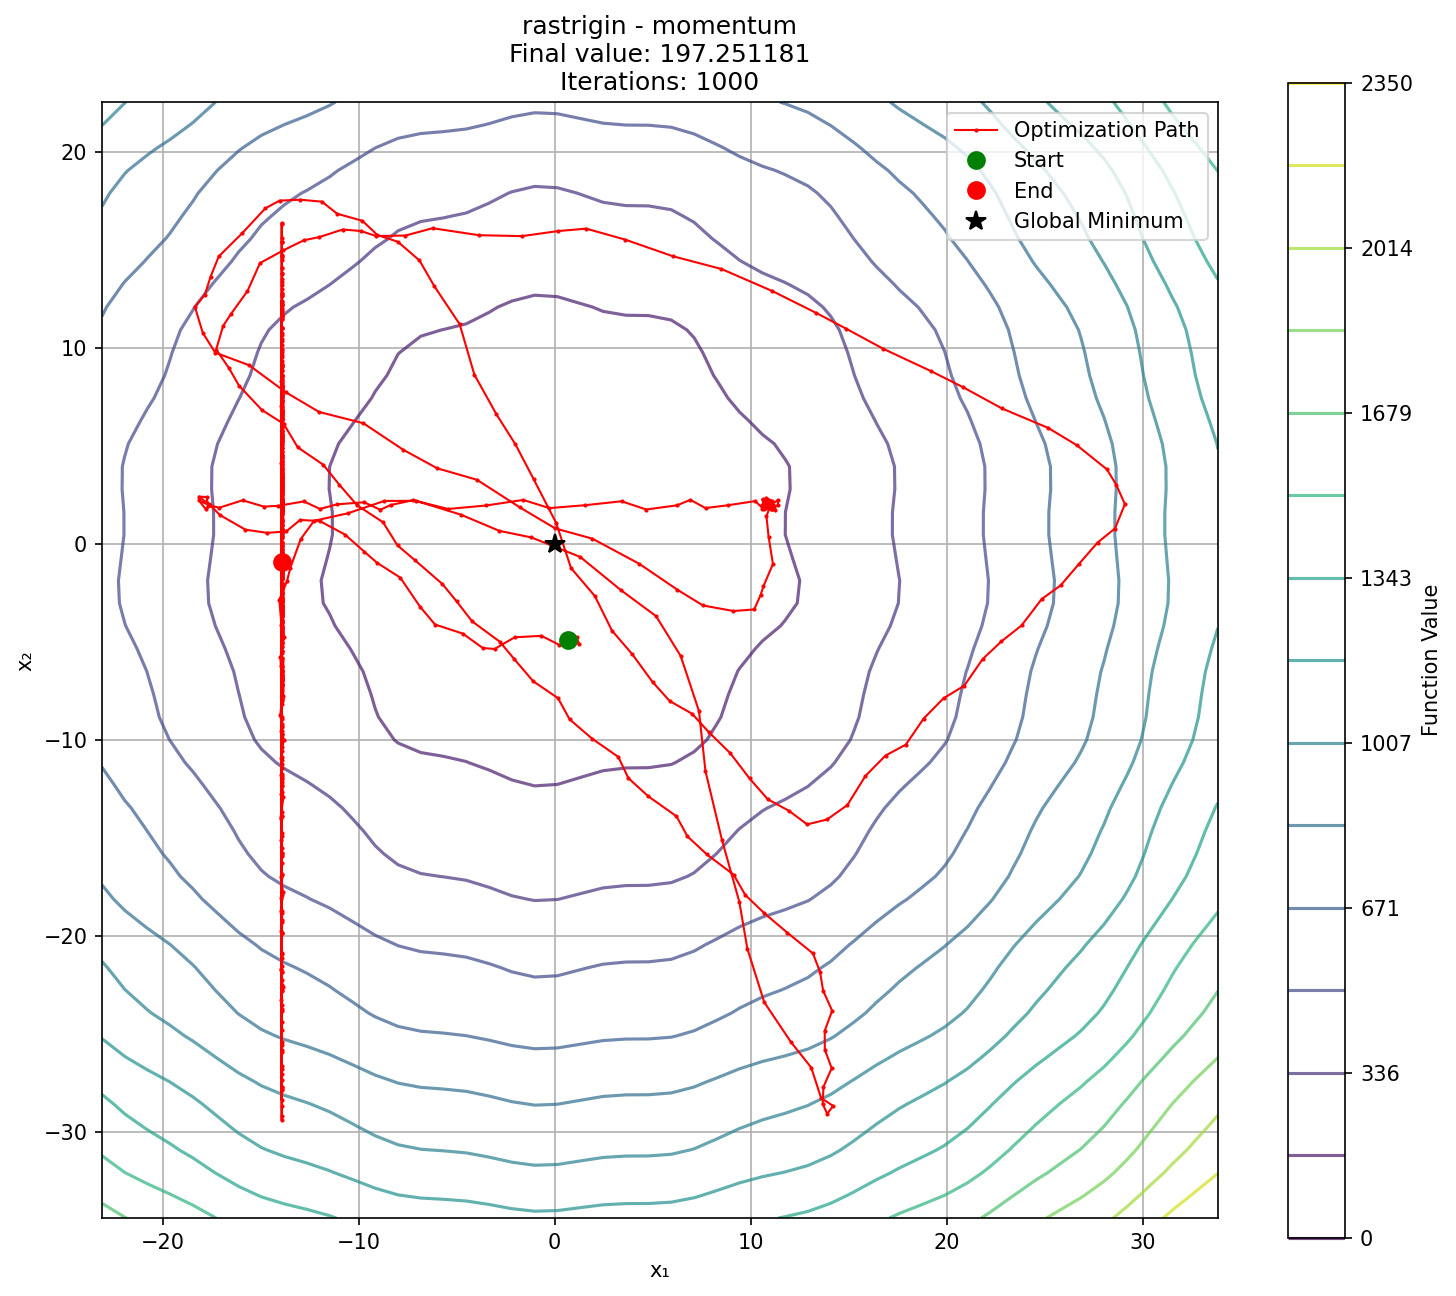 rastrigin - momentum
Final value: 197.251181
Iterations: 1000
Optimization Path
Start
End
Global Minimum
20
10
0
−10
−20
−30
−20
−10
0
10
20
30
x₁
x₂
2350
2014
1679
1343
1007
671
336
0
Function Value